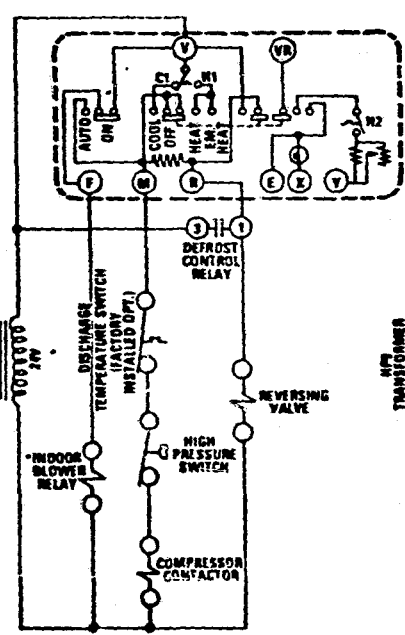 V
VR
C1
H1
H2
AUTO
ON
COOL
OFF
HEAT
EM.
HEAT
F
M
R
E
X
Y
3
1
DEFROST
CONTROL
RELAY
24V
DISCHARGE
TEMPERATURE SWITCH
(FACTORY
INSTALLED OPT.)
REVERSING
VALVE
TRANSFORMER
*INDOOR
BLOWER
RELAY
HIGH
PRESSURE
SWITCH
COMPRESSOR
CONTACTOR